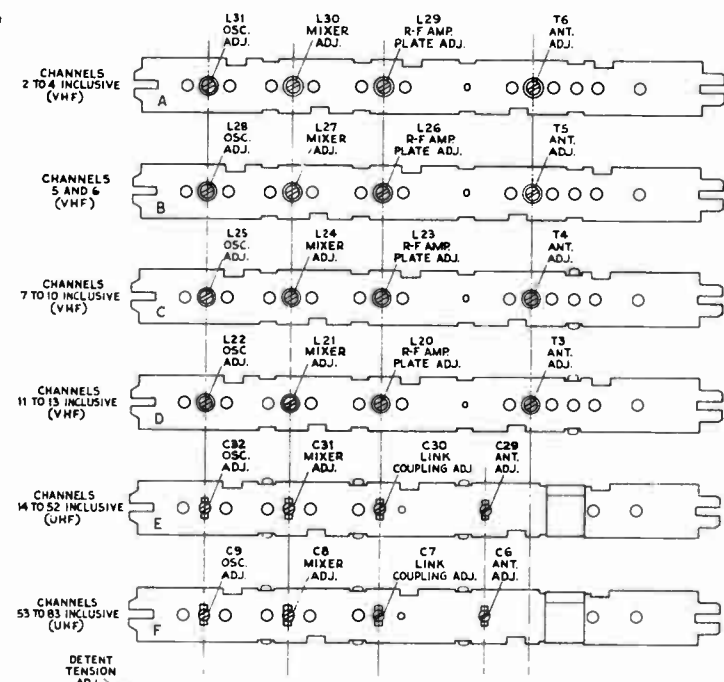 L31
OSC.
ADJ.
L30
MIXER
ADJ.
L29
R-F AMP.
PLATE ADJ.
T6
ANT.
ADJ.
CHANNELS
2 TO 4 INCLUSIVE
(VHF)
A
L28
OSC.
ADJ.
L27
MIXER
ADJ.
L26
R-F AMP.
PLATE ADJ.
T5
ANT.
ADJ.
CHANNELS
5 AND 6
(VHF)
B
L25
OSC.
ADJ.
L24
MIXER
ADJ.
L23
R-F AMP.
PLATE ADJ.
T4
ANT.
ADJ.
CHANNELS
7 TO 10 INCLUSIVE
(VHF)
C
L22
OSC
ADJ.
L21
MIXER
ADJ.
L20
R-F AMP.
PLATE ADJ.
T3
ANT.
ADJ.
CHANNELS
11 TO 13 INCLUSIVE
(VHF)
D
C32
OSC.
ADJ.
C31
MIXER
ADJ.
C30
LINK
COUPLING ADJ.
C29
ANT.
ADJ.
CHANNELS
14 TO 52 INCLUSIVE
(UHF)
E
C9
OSC.
ADJ.
C8
MIXER
ADJ.
C7
LINK
COUPLING ADJ.
C6
ANT.
ADJ.
CHANNELS
53 TO 83 INCLUSIVE
(UHF)
F
DETENT
TENSION
ADJ.